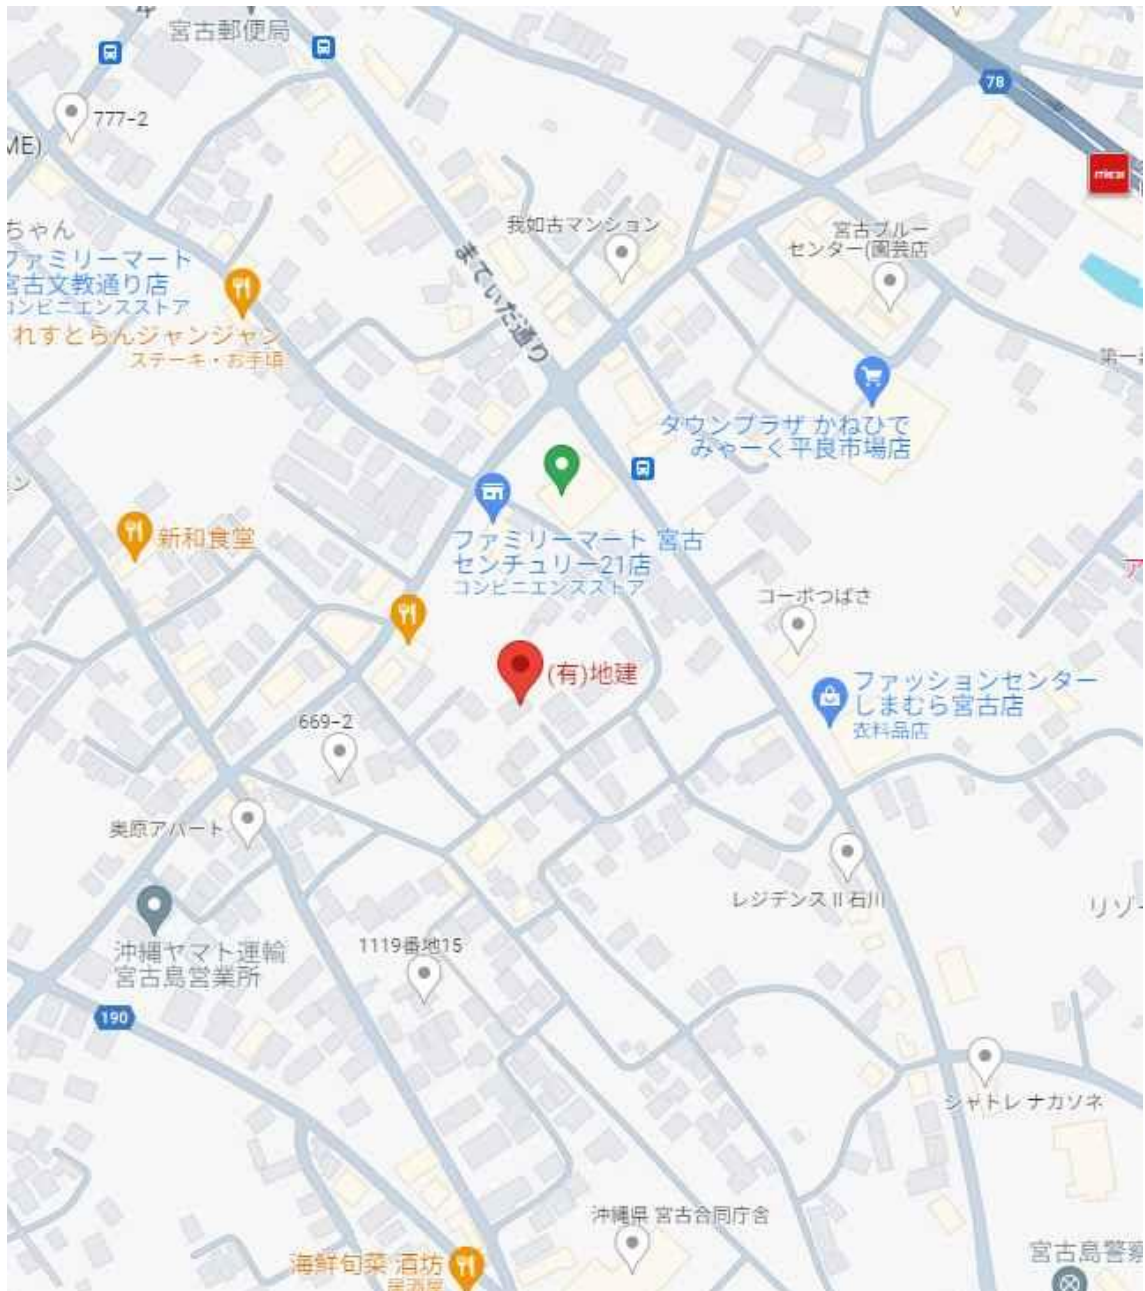 宮古郵便局
78
777-2
ME)
ちゃん
ファミリーマート
宮古文教通り店
コンビニエンスストア
れすとらんジャンジャン
ステーキ・お手頃
まていだ通り
我如古マンション
宮古ブルー
センター(園芸店
第一
タウンプラザ かねひで
みゃーく平良市場店
ン
新和食堂
ファミリーマート 宮古
センチュリー21店
コンビニエンスストア
ア
コーポつばさ
(有)地建
ファッションセンター
しまむら宮古店
衣料品店
669-2
奥原アパート
レジデンスⅡ石川
リゾー
沖縄ヤマト運輸
宮古島営業所
1119番地15
190
シャトレ ナカソネ
沖縄県 宮古合同庁舎
海鮮旬菜 酒坊
居酒屋
宮古島警察